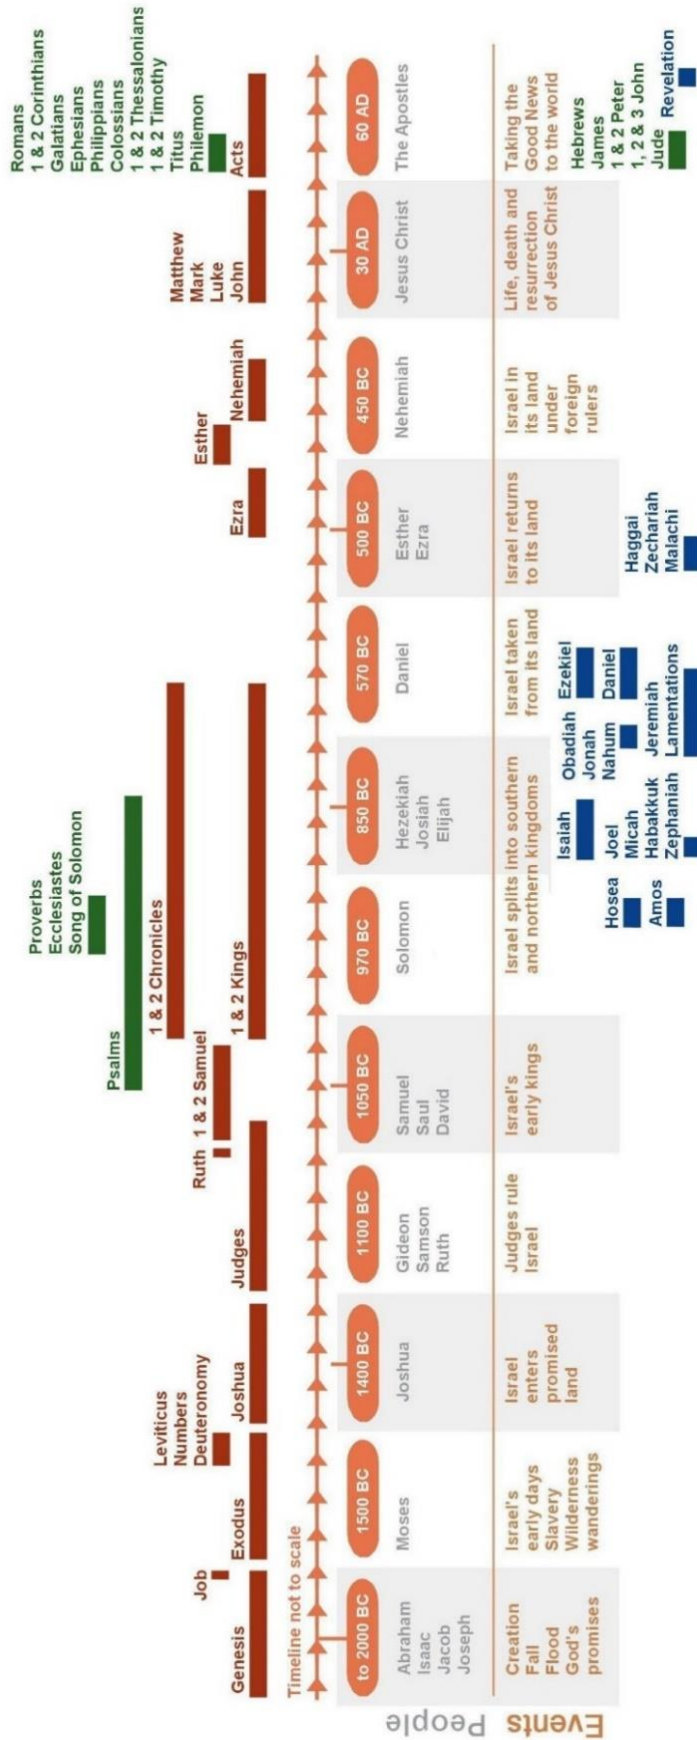 Romans
1 & 2 Corinthians
Galatians
Ephesians
Philippians
Colossians
1 & 2 Thessalonians
1 & 2 Timothy
Titus
Philemon
Proverbs
Ecclesiastes
Song of Solomon
Psalms
1 & 2 Chronicles
Leviticus
Numbers
Deuteronomy
Matthew
Mark
Luke
John
Job
Ruth
1 & 2 Samuel
Esther
Genesis
Exodus
Joshua
Judges
1 & 2 Kings
Ezra
Nehemiah
Acts
Timeline not to scale
to 2000 BC
1500 BC
1400 BC
1100 BC
1050 BC
970 BC
850 BC
570 BC
500 BC
450 BC
30 AD
60 AD
People
Abraham
Isaac
Jacob
Joseph
Moses
Joshua
Gideon
Samson
Ruth
Samuel
Saul
David
Solomon
Hezekiah
Josiah
Elijah
Daniel
Esther
Ezra
Nehemiah
Jesus Christ
The Apostles
Events
Creation
Fall
Flood
God's
promises
Israel's
early days
Slavery
Wilderness
wanderings
Israel
enters
promised
land
Judges rule
Israel
Israel's
early kings
Israel splits into southern
and northern kingdoms
Israel taken
from its land
Israel returns
to its land
Israel in
its land
under
foreign
rulers
Life, death and
resurrection
of Jesus Christ
Taking the
Good News
to the world
Hosea
Amos
Isaiah
Joel
Micah
Habakkuk
Zephaniah
Obadiah
Jonah
Nahum
Jeremiah
Lamentations
Ezekiel
Daniel
Haggai
Zechariah
Malachi
Hebrews
James
1 & 2 Peter
1, 2 & 3 John
Jude
Revelation